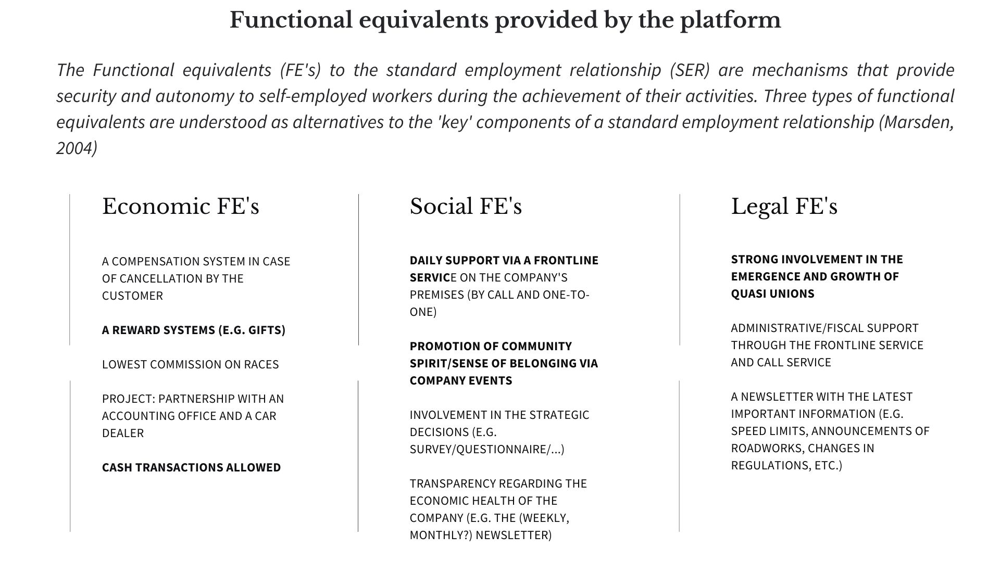 Functional equivalents provided by the platform
The Functional equivalents (FE's) to the standard employment relationship (SER) are mechanisms that provide
security and autonomy to self-employed workers during the achievement of their activities. Three types of functional
equivalents are understood as alternatives to the 'key' components of a standard employment relationship (Marsden,
2004)
Economic FE's
A COMPENSATION SYSTEM IN CASE
OF CANCELLATION BY THE
CUSTOMER
A REWARD SYSTEMS (E.G. GIFTS)
LOWEST COMMISSION ON RACES
PROJECT: PARTNERSHIP WITH AN
ACCOUNTING OFFICE AND A CAR
DEALER
CASH TRANSACTIONS ALLOWED
Social FE's
DAILY SUPPORT VIA A FRONTLINE
SERVICE ON THE COMPANY'S
PREMISES (BY CALL AND ONE-TO-
ONE)
PROMOTION OF COMMUNITY
SPIRIT/SENSE OF BELONGING VIA
COMPANY EVENTS
INVOLVEMENT IN THE STRATEGIC
DECISIONS (E.G.
SURVEY/QUESTIONNAIRE/...)
TRANSPARENCY REGARDING THE
ECONOMIC HEALTH OF THE
COMPANY (E.G. THE (WEEKLY,
MONTHLY?) NEWSLETTER)
Legal FE's
STRONG INVOLVEMENT IN THE
EMERGENCE AND GROWTH OF
QUASI UNIONS
ADMINISTRATIVE/FISCAL SUPPORT
THROUGH THE FRONTLINE SERVICE
AND CALL SERVICE
A NEWSLETTER WITH THE LATEST
IMPORTANT INFORMATION (E.G.
SPEED LIMITS, ANNOUNCEMENTS OF
ROADWORKS, CHANGES IN
REGULATIONS, ETC.)